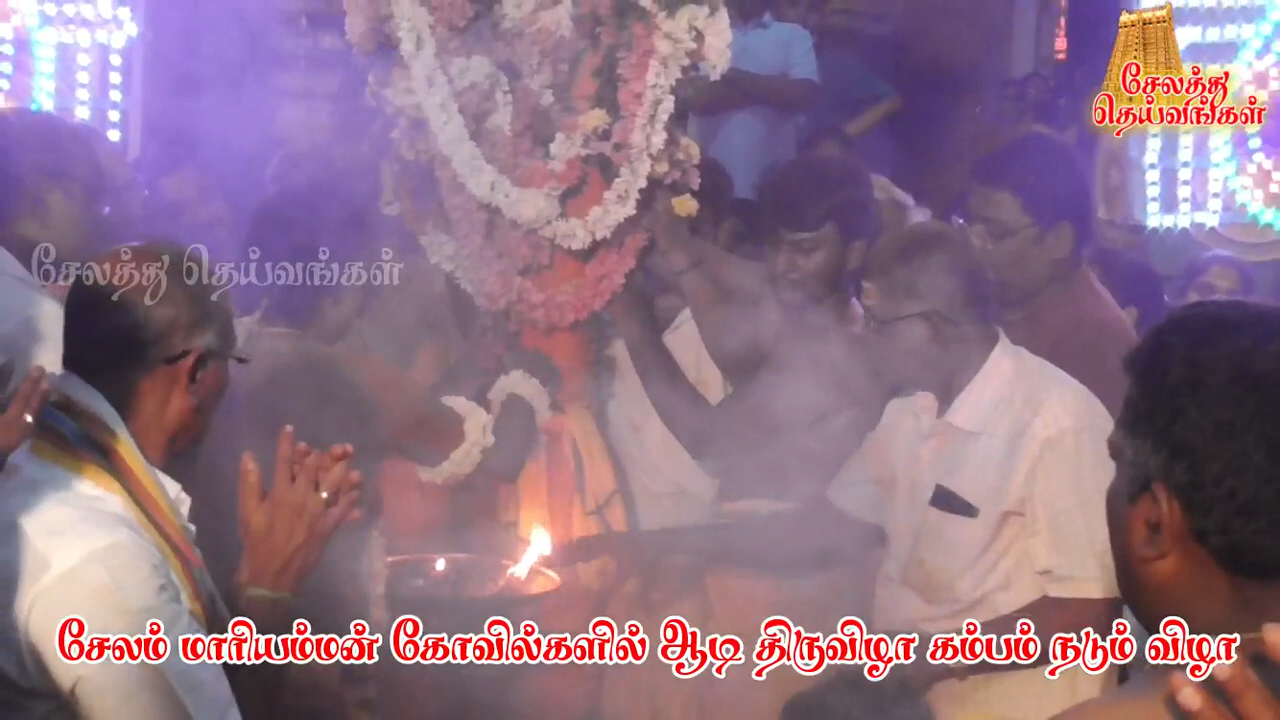 சேலத்து
தெய்வங்கள்
சேலத்து தெய்வங்கள்
சேலம் மாரியம்மன் கோவில்களில் ஆடி திருவிழா கம்பம் நடும் விழா